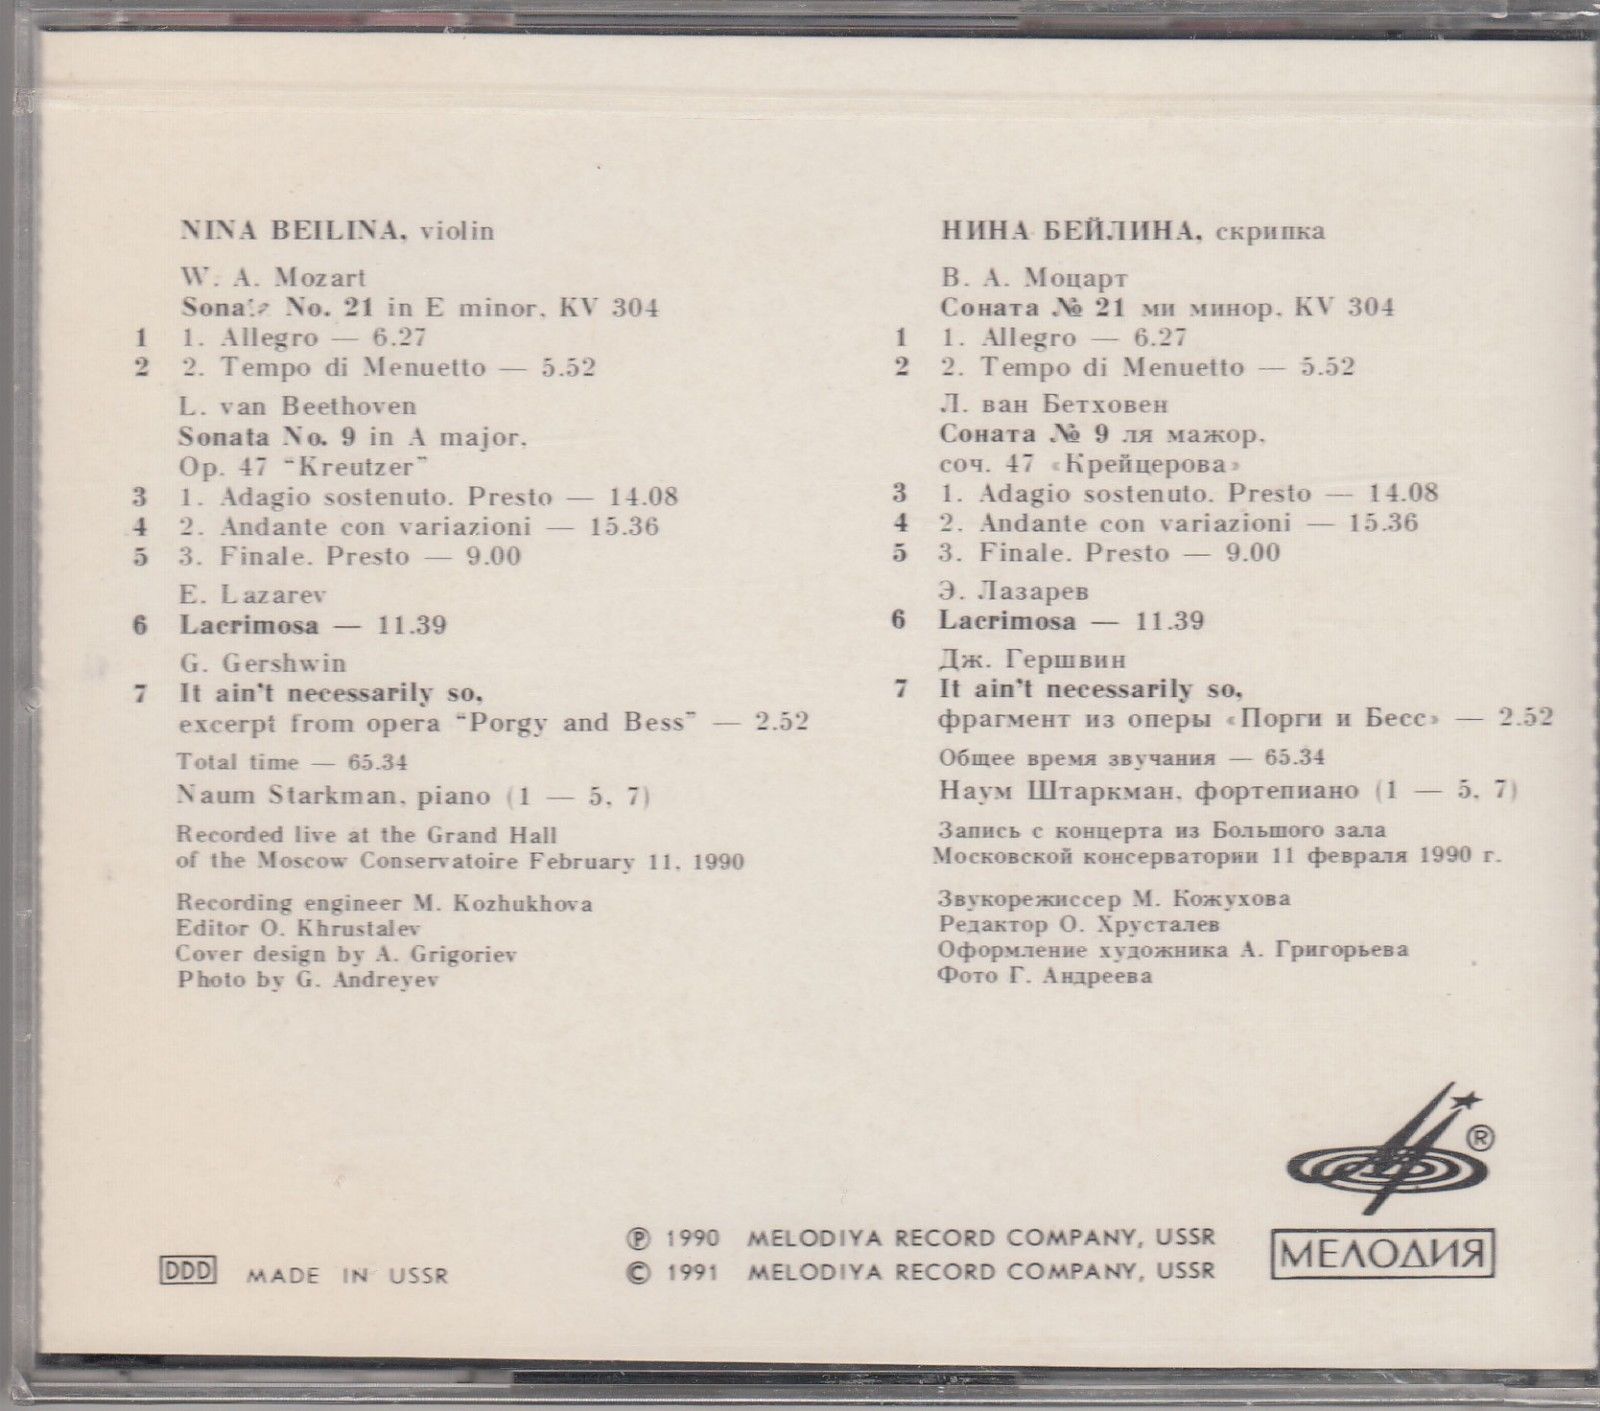 NINA BEILINA, violin
W. A. Mozart
Sonata No. 21 in E minor, KV 304
1 1. Allegro — 6.27
2 2. Tempo di Menuetto — 5.52
L. van Beethoven
Sonata No. 9 in A major,
Op. 47 "Kreutzer"
3 1. Adagio sostenuto. Presto — 14.08
4 2. Andante con variazioni — 15.36
5 3. Finale. Presto — 9.00
E. Lazarev
6 Lacrimosa — 11.39
G. Gershwin
7 It ain't necessarily so,
excerpt from opera "Porgy and Bess" — 2.52
Total time — 65.34
Naum Starkman, piano (1 — 5, 7)
Recorded live at the Grand Hall
of the Moscow Conservatoire February 11, 1990
Recording engineer M. Kozhukhova
Editor O. Khrustalev
Cover design by A. Grigoriev
Photo by G. Andreyev
НИНА БЕЙЛИНА, скрипка
В. А. Моцарт
Соната № 21 ми минор, KV 304
1 1. Allegro — 6.27
2 2. Tempo di Menuetto — 5.52
Л. ван Бетховен
Соната № 9 ля мажор,
соч. 47 «Крейцерова»
3 1. Adagio sostenuto. Presto — 14.08
4 2. Andante con variazioni — 15.36
5 3. Finale. Presto — 9.00
Э. Лазарев
6 Lacrimosa — 11.39
Дж. Гершвин
7 It ain't necessarily so,
фрагмент из оперы «Порги и Бесс» — 2.52
Общее время звучания — 65.34
Наум Штаркман, фортепиано (1 — 5, 7)
Запись с концерта из Большого зала
Московской консерватории 11 февраля 1990 г.
Звукорежиссер М. Кожухова
Редактор О. Хрусталев
Оформление художника А. Григорьева
Фото Г. Андреева
®
DDD MADE IN USSR
℗ 1990 MELODIYA RECORD COMPANY, USSR
© 1991 MELODIYA RECORD COMPANY, USSR
МЕЛОДИЯ